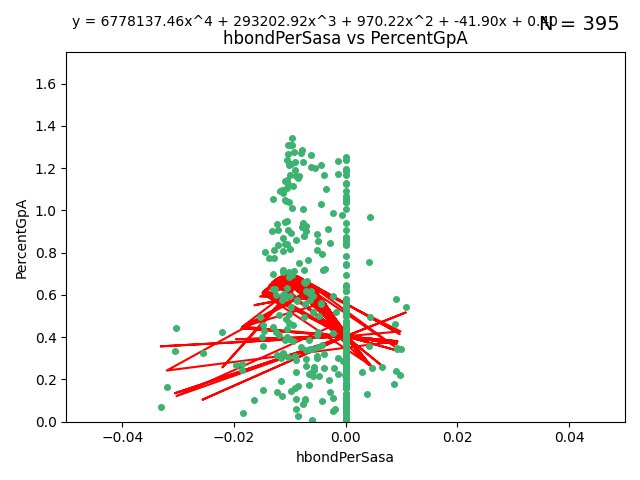 y = 6778137.46x^4 + 293202.92x^3 + 970.22x^2 + -41.90x + 0.
N = 395
hbondPerSasa vs PercentGpA
1.6
1.4
1.2
1.0
0.8
0.6
0.4
0.2
0.0
PercentGpA
−0.04
−0.02
0.00
0.02
0.04
hbondPerSasa